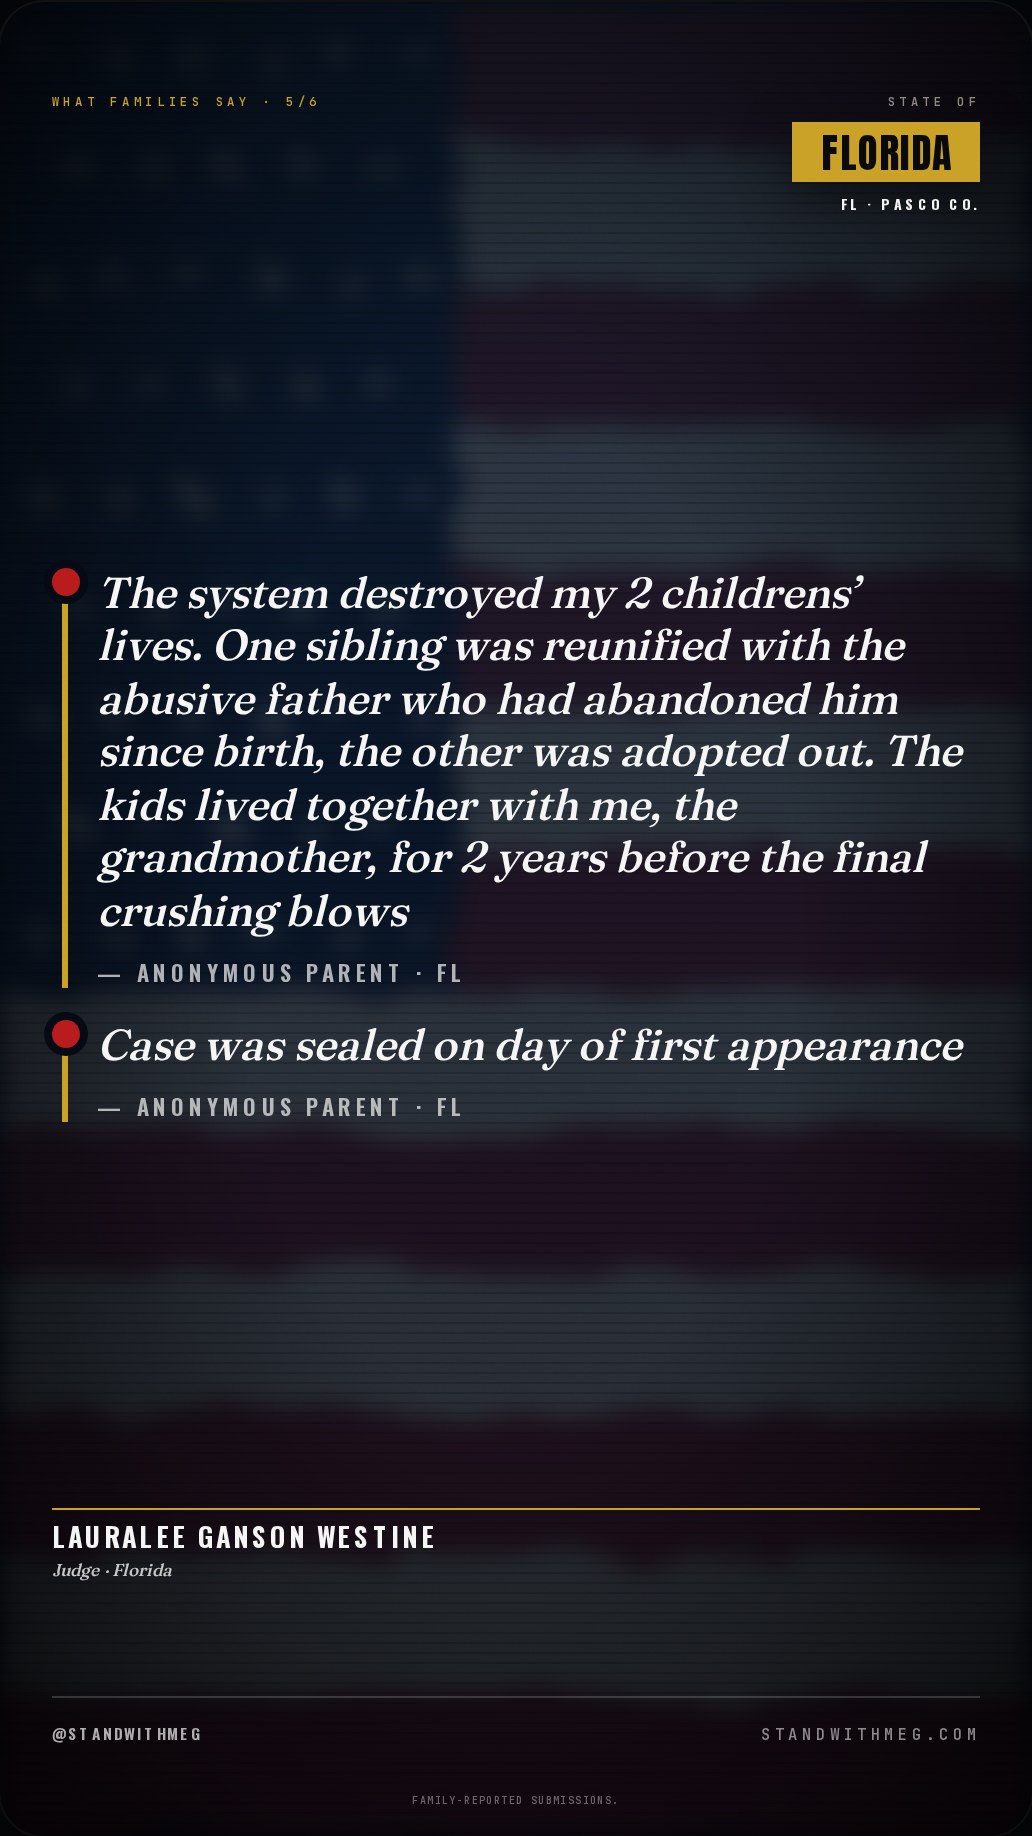 WHAT FAMILIES SAY · 5/6
STATE OF
FLORIDA
FL · PASCO CO.
The system destroyed my 2 childrens’
lives. One sibling was reunified with the
abusive father who had abandoned him
since birth, the other was adopted out. The
kids lived together with me, the
grandmother, for 2 years before the final
crushing blows
— ANONYMOUS PARENT · FL
Case was sealed on day of first appearance
— ANONYMOUS PARENT · FL
LAURALEE GANSON WESTINE
Judge · Florida
@STANDWITHMEG
STANDWITHMEG.COM
FAMILY-REPORTED SUBMISSIONS.